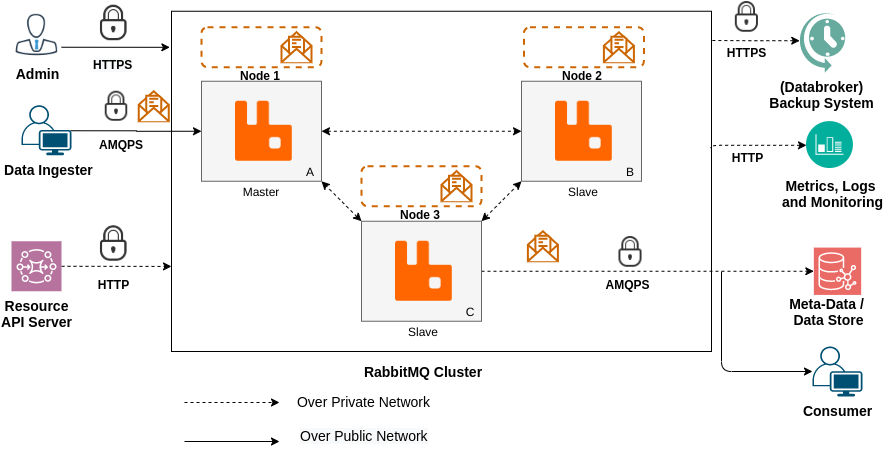 Admin
HTTPS
Data Ingester
AMQPS
Resource
API Server
HTTP
Node 1
A
Master
Node 2
B
Slave
Node 3
C
Slave
RabbitMQ Cluster
HTTPS
(Databroker)
Backup System
HTTP
Metrics, Logs
and Monitoring
AMQPS
Meta-Data /
Data Store
Consumer
Over Private Network
Over Public Network